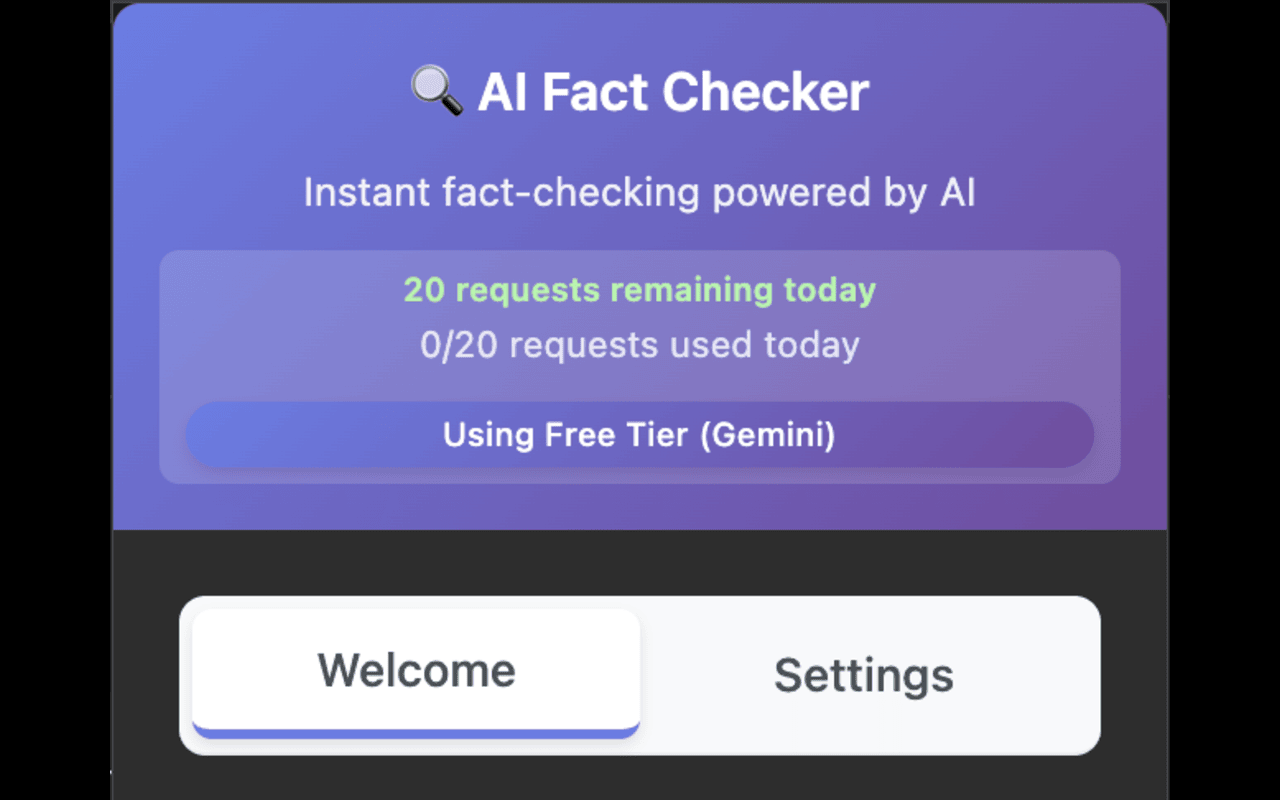 AI Fact Checker
Instant fact-checking powered by AI
20 requests remaining today
0/20 requests used today
Using Free Tier (Gemini)
Welcome
Settings